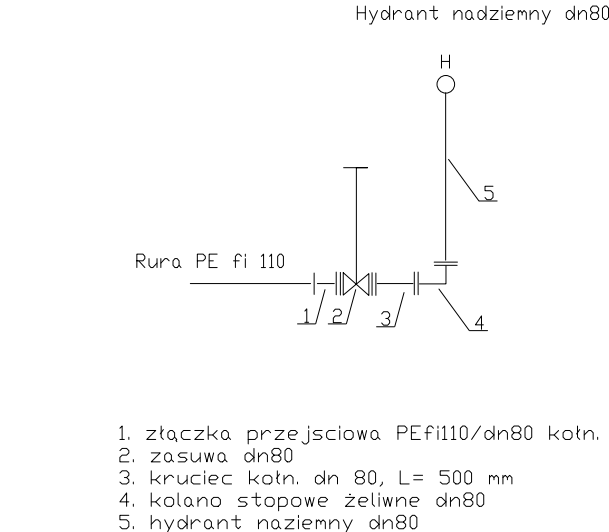 Hydrant nadziemny dn80
H
5
Rura PE fi 110
1 2 3 4
1. złączka przejsciowa PEfi110/dn80 kołn.
2. zasuwa dn80
3. kruciec kołn. dn 80, L= 500 mm
4. kolano stopowe żeliwne dn80
5. hydrant naziemny dn80